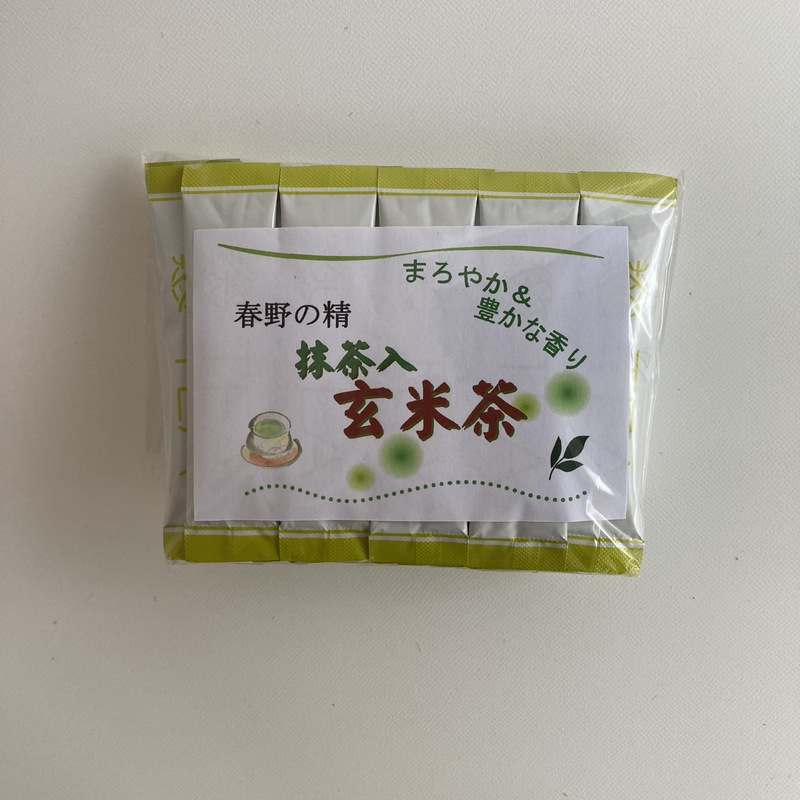 まろやか&
豊かな香り
春野の精
抹茶入
玄米茶